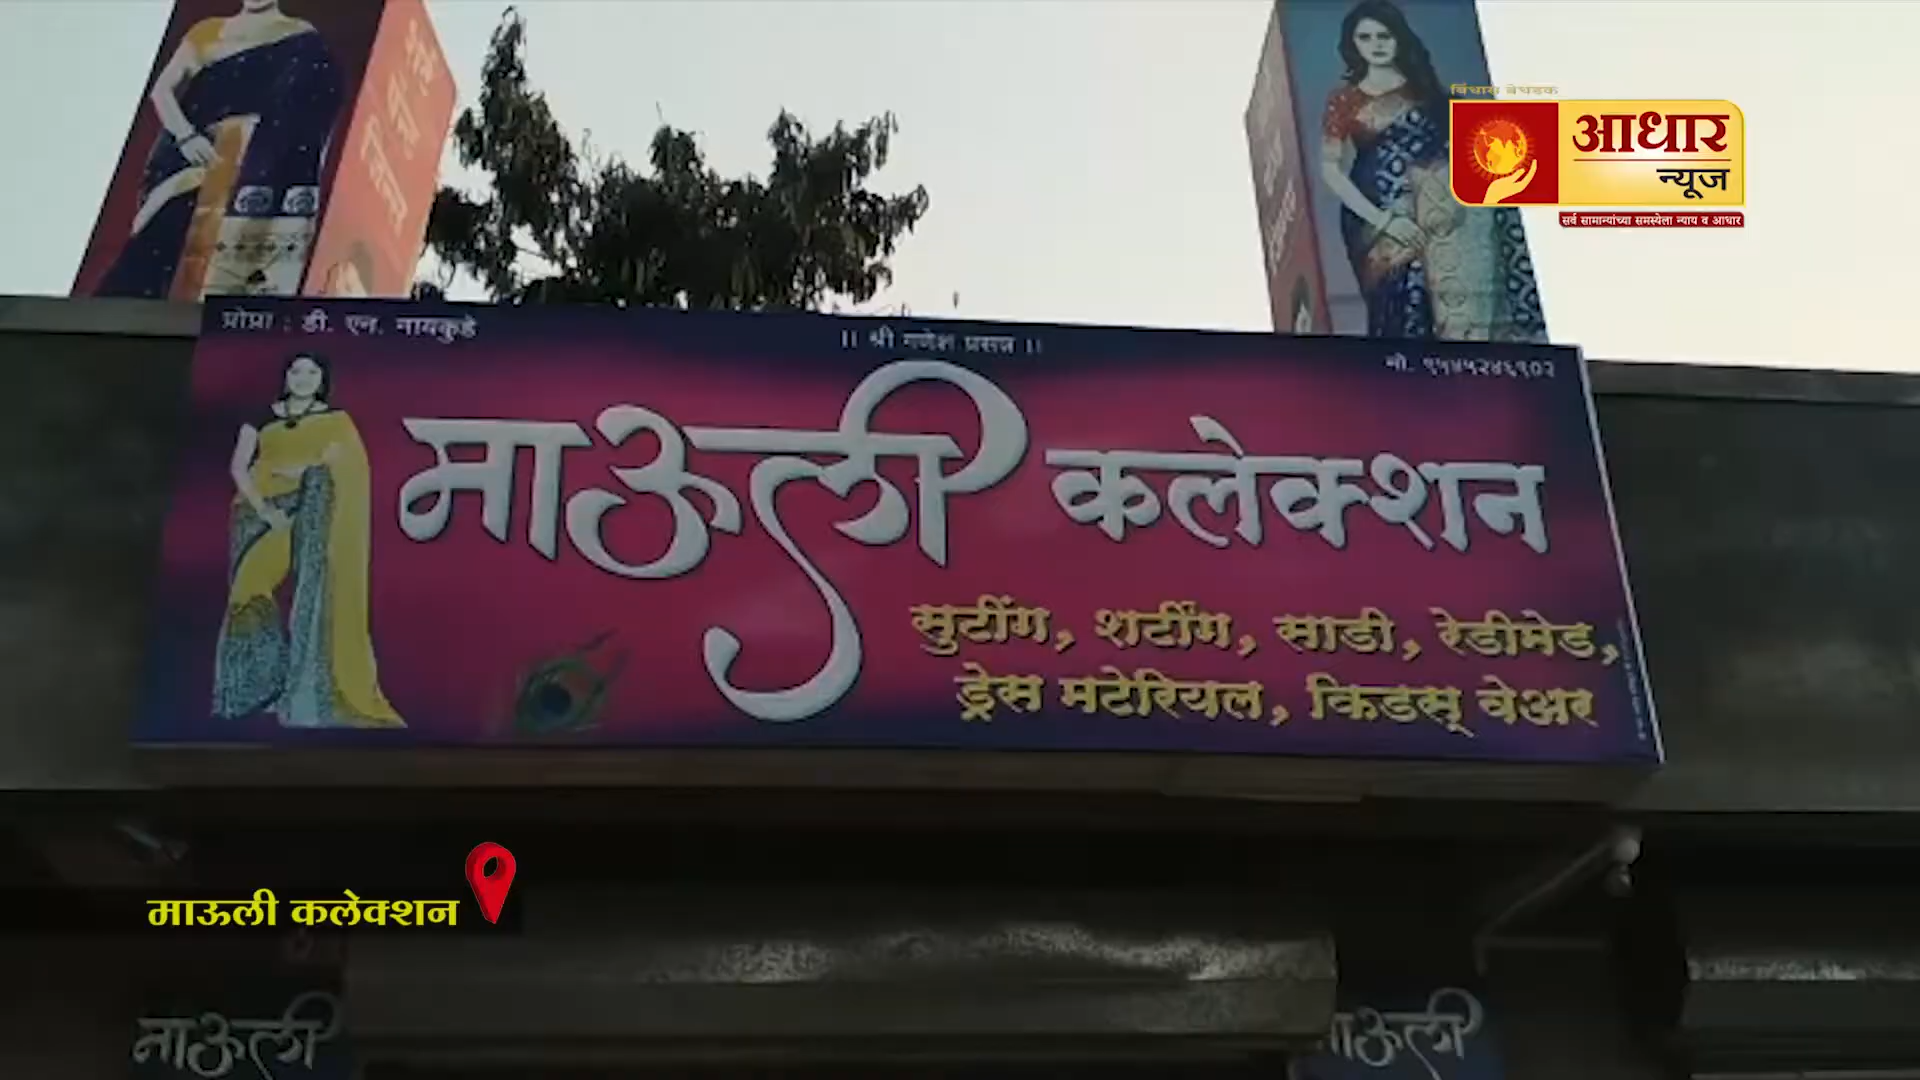 निर्धास्त बेधडक
आधार
न्यूज
सर्व सामान्यांच्या समस्येला न्याय व आधार
प्रोप्रा : डी. एन. नायकुडे
।। श्री गणेश प्रसन्न ।।
मो.
माऊली कलेक्शन
सुटींग, शर्टींग, साडी, रेडीमेड,
ड्रेस मटेरियल, किडस् वेअर
माऊली कलेक्शन
माऊली
माऊली